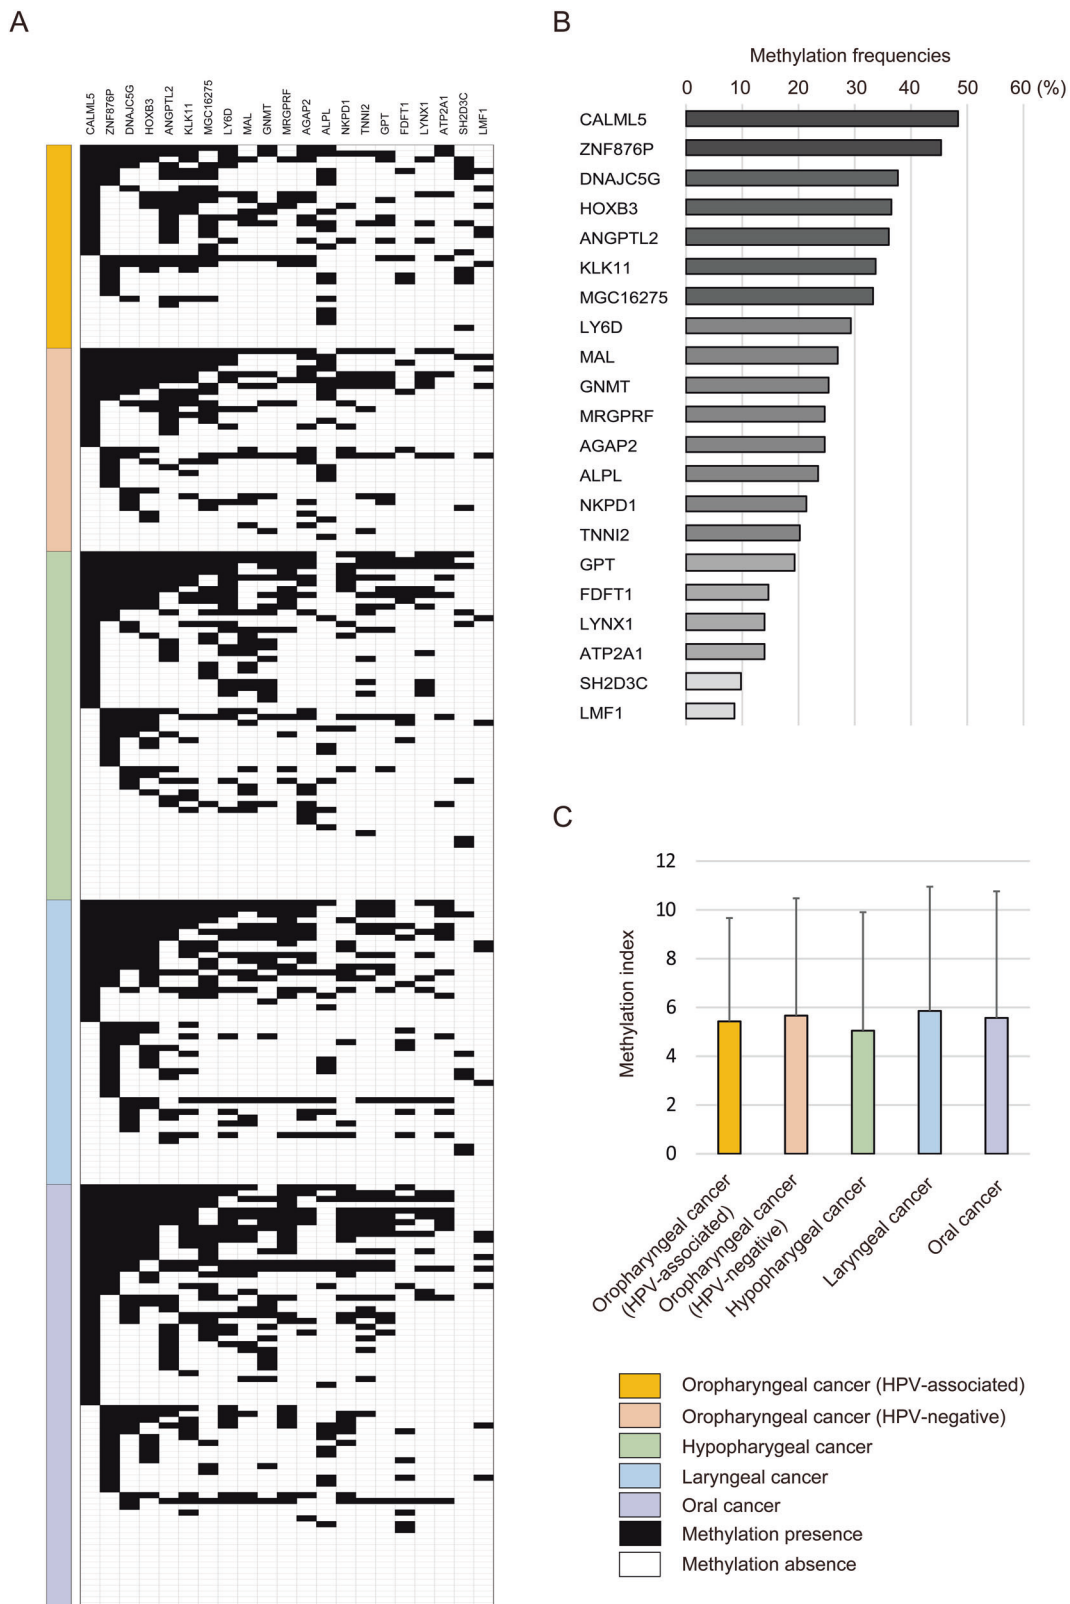 A
CALML5
ZNF876P
DNAJC5G
HOXB3
ANGPTL2
KLK11
MGC16275
LY6D
MAL
GNMT
MRGPRF
AGAP2
ALPL
NKPD1
TNNI2
GPT
FDFT1
LYNX1
ATP2A1
SH2D3C
LMF1
B
Methylation frequencies
0 10 20 30 40 50 60 (%)
CALML5
ZNF876P
DNAJC5G
HOXB3
ANGPTL2
KLK11
MGC16275
LY6D
MAL
GNMT
MRGPRF
AGAP2
ALPL
NKPD1
TNNI2
GPT
FDFT1
LYNX1
ATP2A1
SH2D3C
LMF1
C
Methylation index
12
10
8
6
4
2
0
Oropharyngeal cancer
(HPV-associated)
Oropharyngeal cancer
(HPV-negative)
Hypopharygeal cancer
Laryngeal cancer
Oral cancer
Oropharyngeal cancer (HPV-associated)
Oropharyngeal cancer (HPV-negative)
Hypopharygeal cancer
Laryngeal cancer
Oral cancer
Methylation presence
Methylation absence